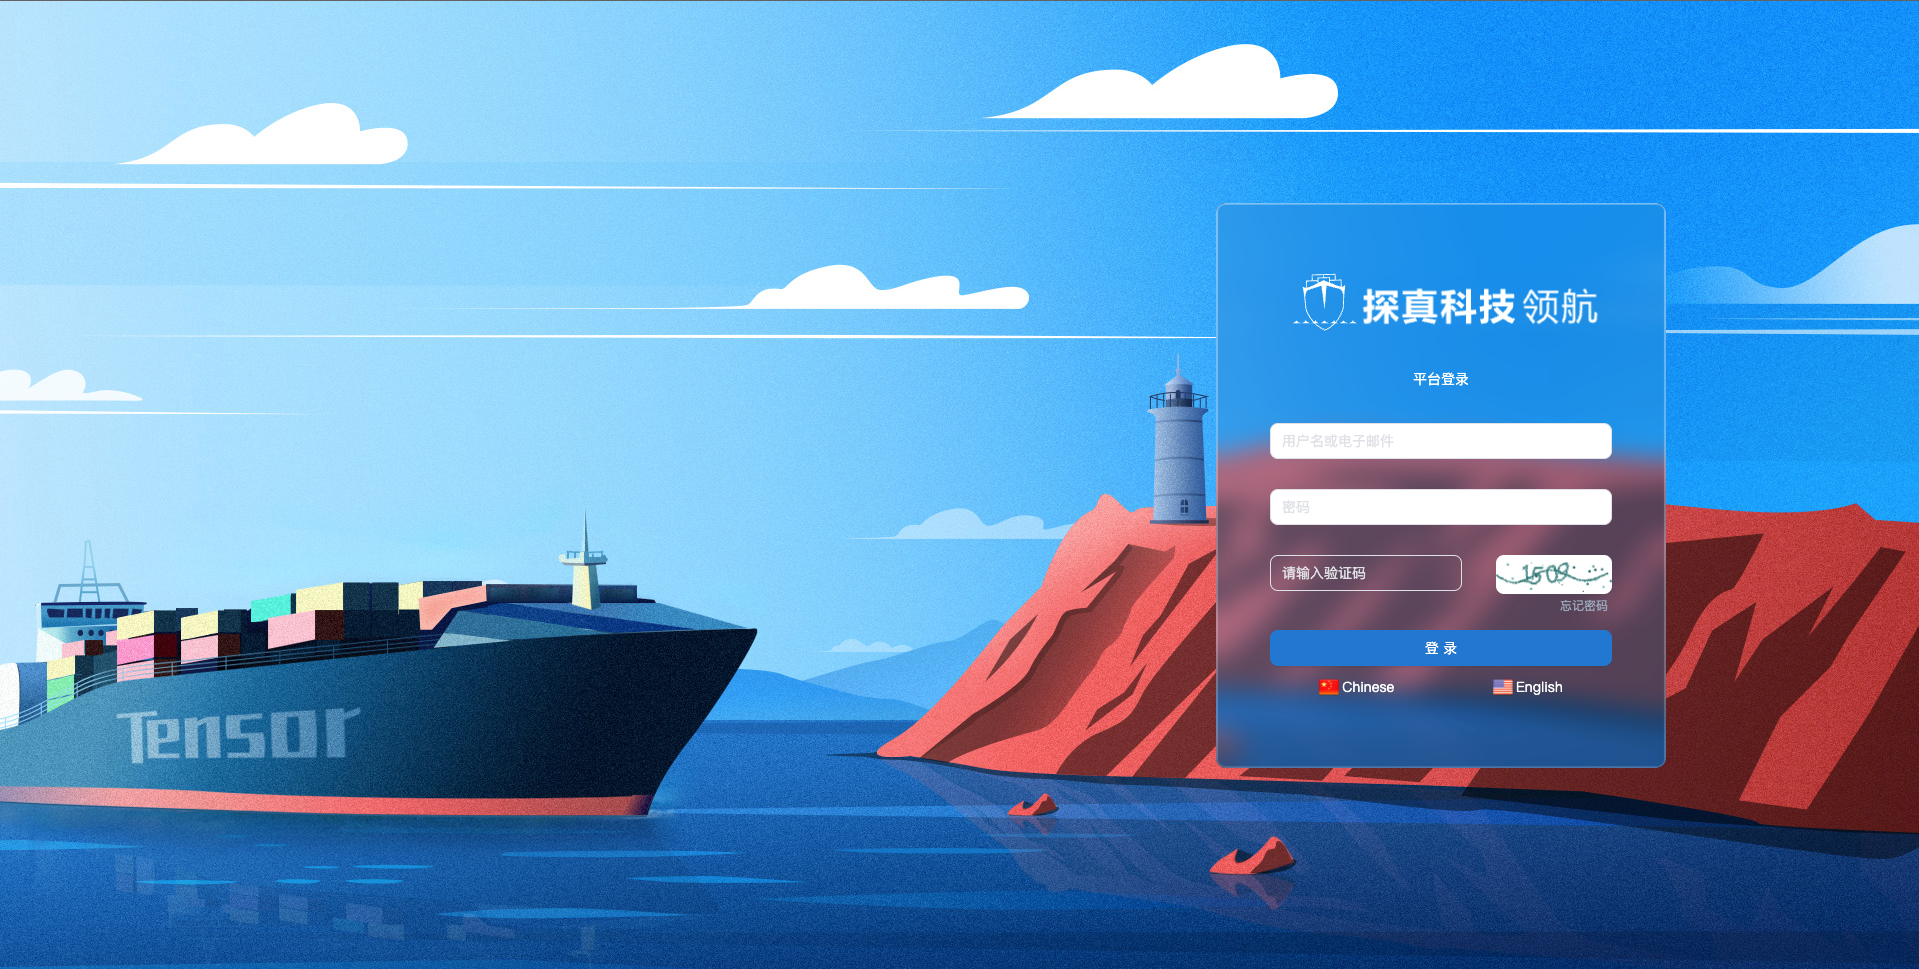 探真科技 领航
平台登录
用户名或电子邮件
密码
请输入验证码 1509
忘记密码
登 录
Chinese English
Tensor